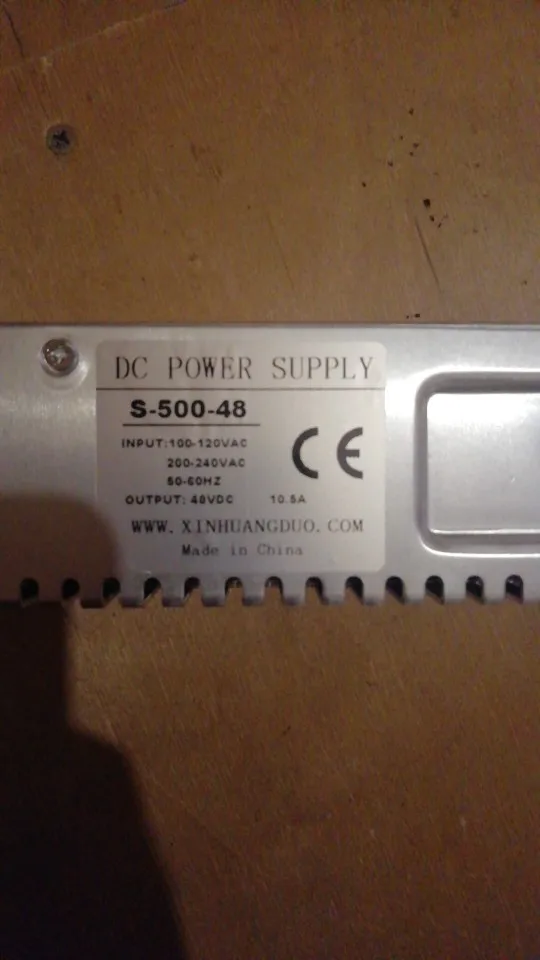 DC POWER SUPPLY
S-500-48
INPUT:100-120VAC
200-240VAC
50-60HZ
OUTPUT: 48VDC 10.5A
CE
WWW.XINHUANGDUO.COM
Made in China